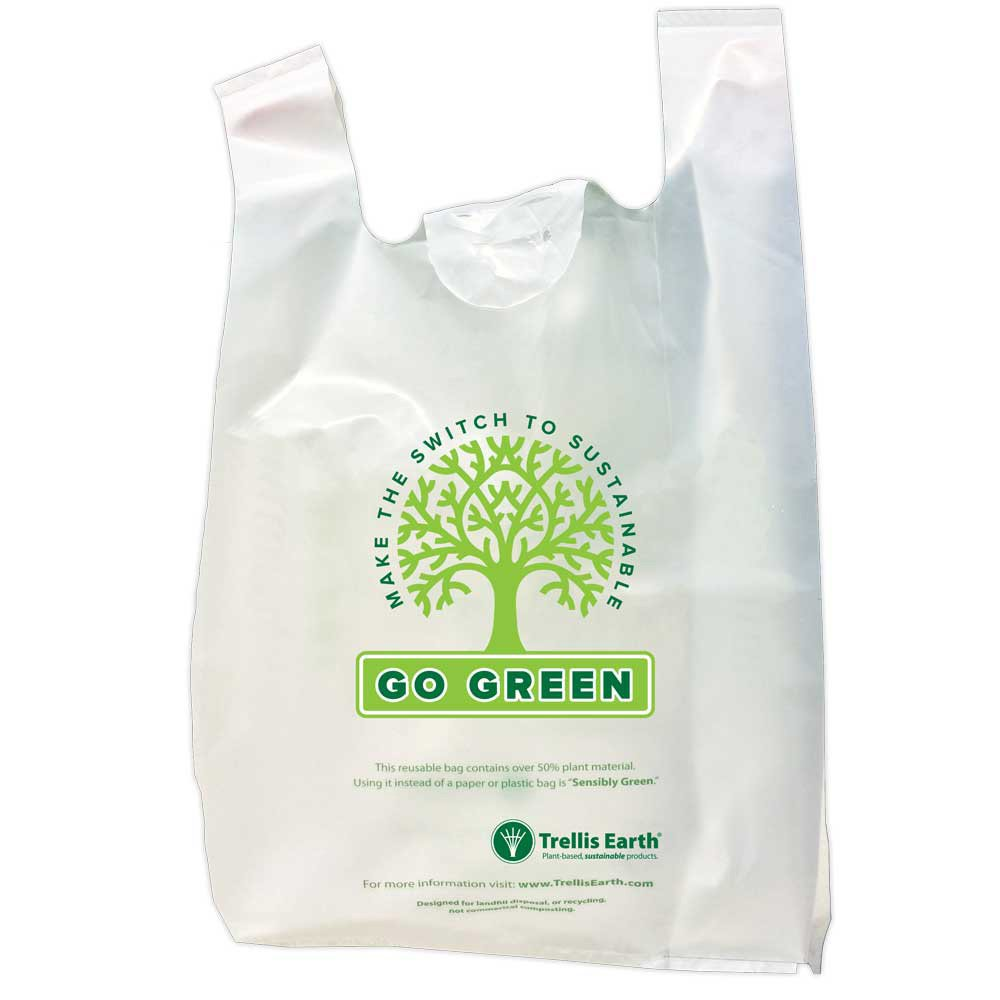 MAKE THE SWITCH TO SUSTAINABLE
GO GREEN
This reusable bag contains over 50% plant material.
Using it instead of a paper or plastic bag is "Sensibly Green."
Trellis Earth®
Plant-based, sustainable products.
For more information visit: www.TrellisEarth.com
Designed for landfill disposal, or recycling,
not commercial composting.